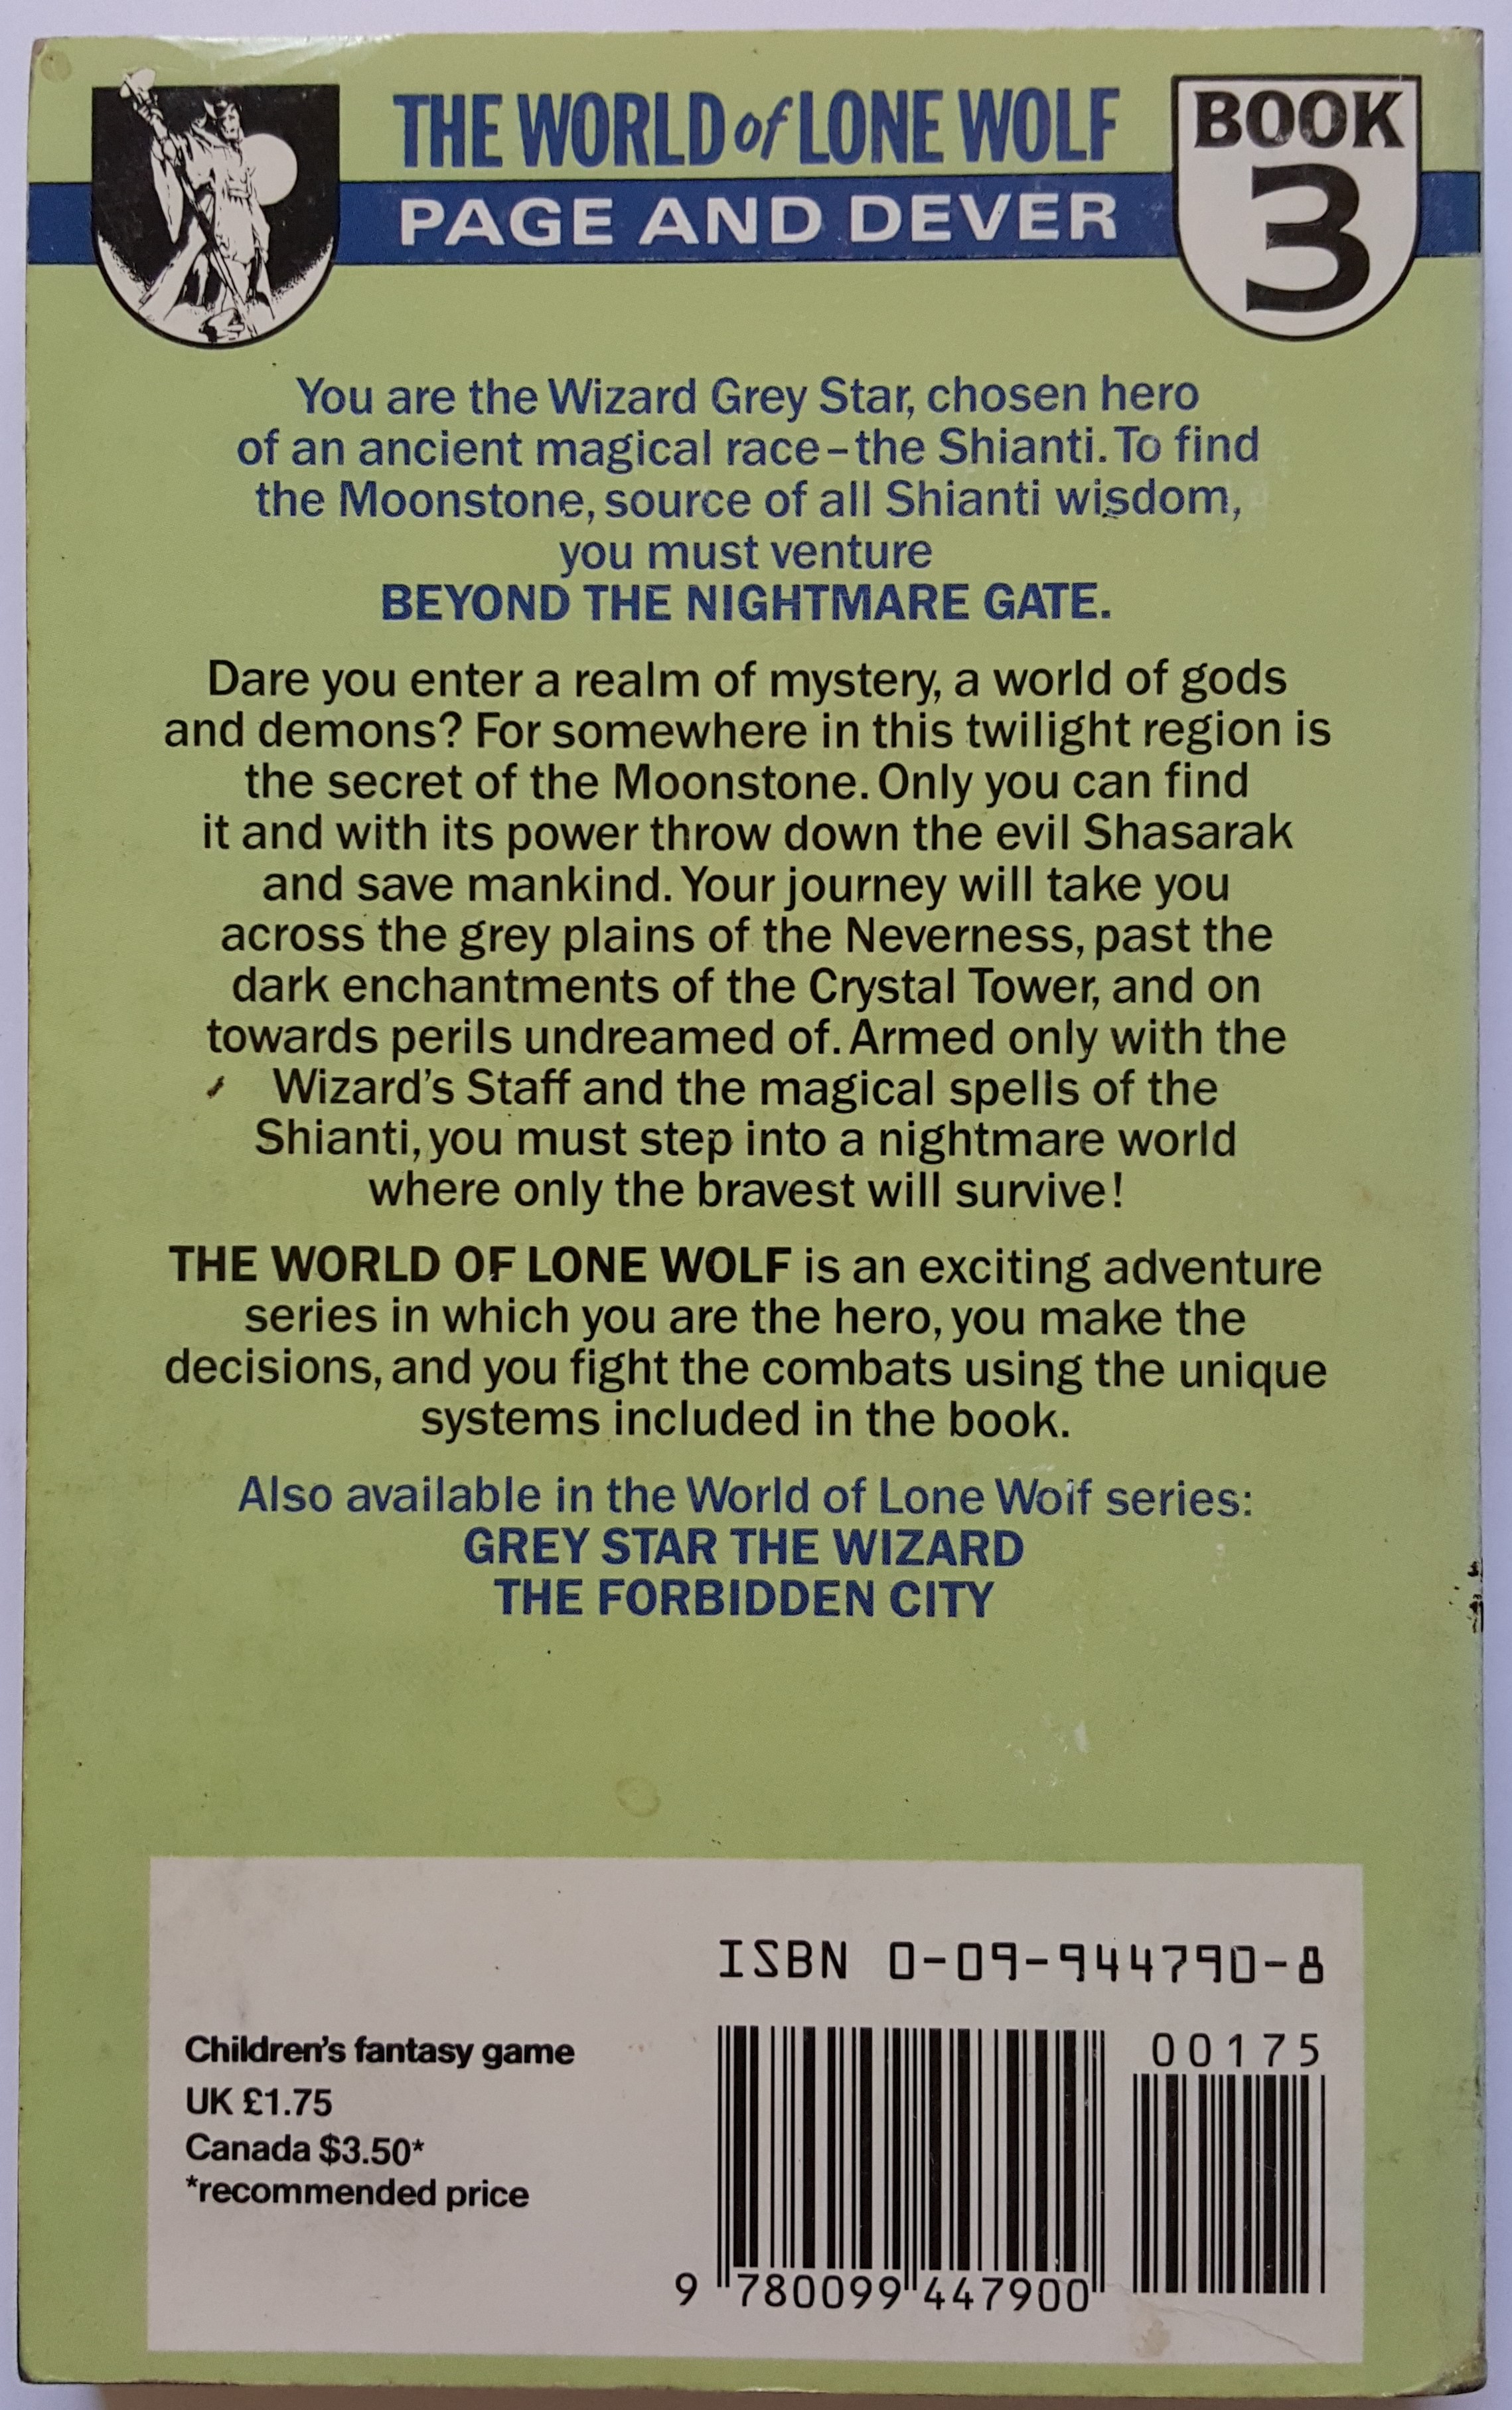 THE WORLD of LONE WOLF
PAGE AND DEVER
BOOK
3
You are the Wizard Grey Star, chosen hero
of an ancient magical race – the Shianti. To find
the Moonstone, source of all Shianti wisdom,
you must venture
BEYOND THE NIGHTMARE GATE.
Dare you enter a realm of mystery, a world of gods
and demons? For somewhere in this twilight region is
the secret of the Moonstone. Only you can find
it and with its power throw down the evil Shasarak
and save mankind. Your journey will take you
across the grey plains of the Neverness, past the
dark enchantments of the Crystal Tower, and on
towards perils undreamed of. Armed only with the
Wizard's Staff and the magical spells of the
Shianti, you must step into a nightmare world
where only the bravest will survive!
THE WORLD OF LONE WOLF is an exciting adventure
series in which you are the hero, you make the
decisions, and you fight the combats using the unique
systems included in the book.
Also available in the World of Lone Wolf series:
GREY STAR THE WIZARD
THE FORBIDDEN CITY
ISBN 0-09-944790-8
Children's fantasy game
UK £1.75
Canada $3.50*
*recommended price
00175
9 780099 447900